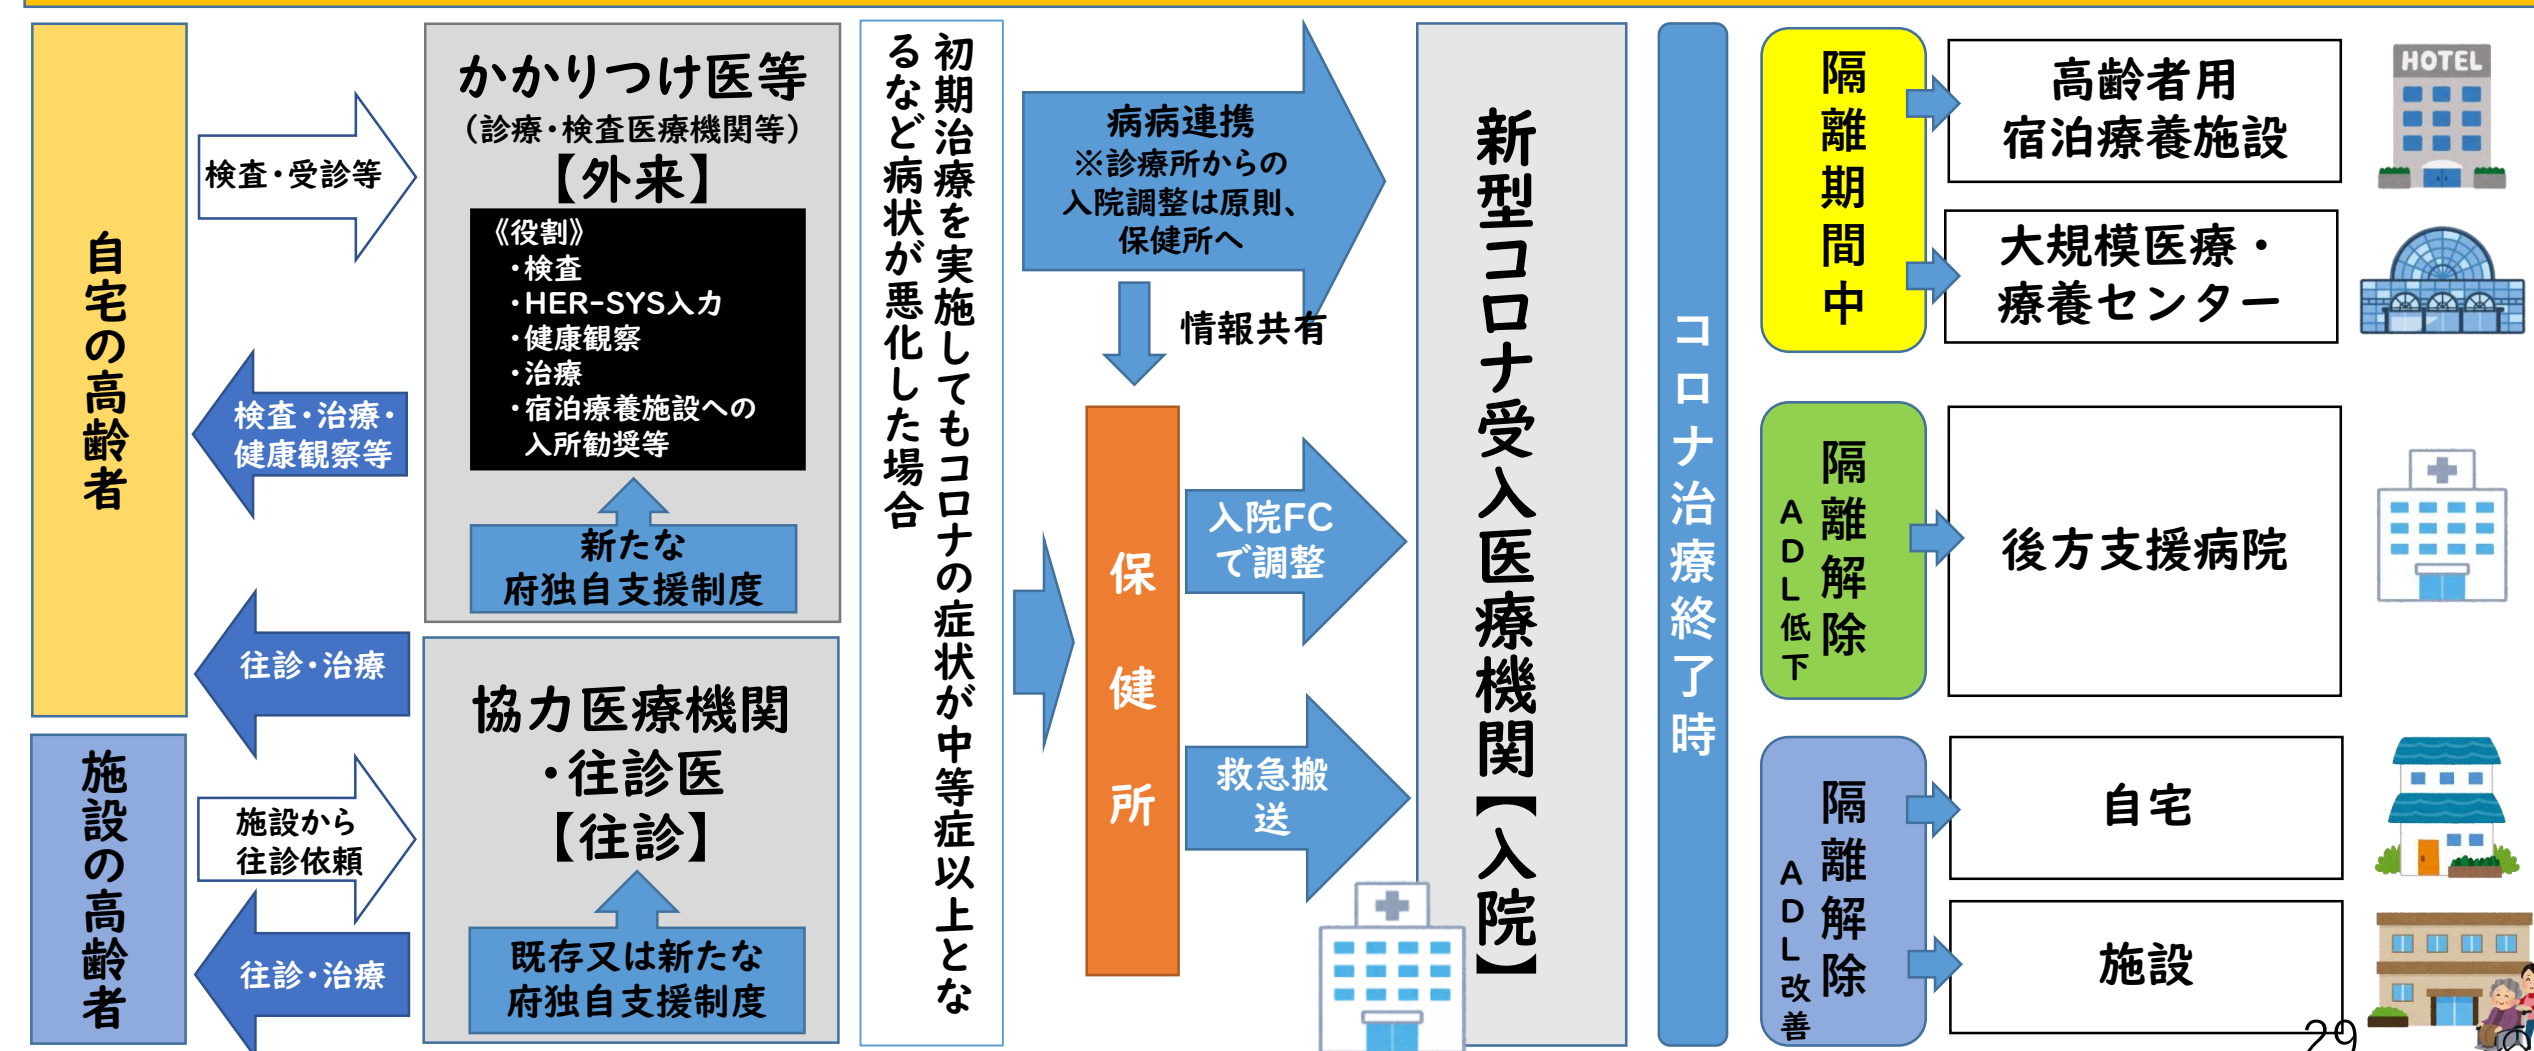 自宅の高齢者
施設の高齢者
検査・受診等
検査・治療・
健康観察等
往診・治療
施設から
往診依頼
往診・治療
かかりつけ医等
（診療・検査医療機関等）
【外来】
《役割》
・検査
・HER-SYS入力
・健康観察
・治療
・宿泊療養施設への
入所勧奨等
新たな
府独自支援制度
協力医療機関
・往診医
【往診】
既存又は新たな
府独自支援制度
初期治療を実施してもコロナの症状が中等症以上とな
るなど病状が悪化した場合
病病連携
※診療所からの
入院調整は原則、
保健所へ
情報共有
保健所
入院FC
で調整
救急搬
送
新型コロナ受入医療機関【入院】
コロナ治療終了時
隔離期間中
高齢者用
宿泊療養施設
HOTEL
大規模医療・
療養センター
隔離解除
ADL低下
後方支援病院
隔離解除
ADL改善
自宅
施設
29